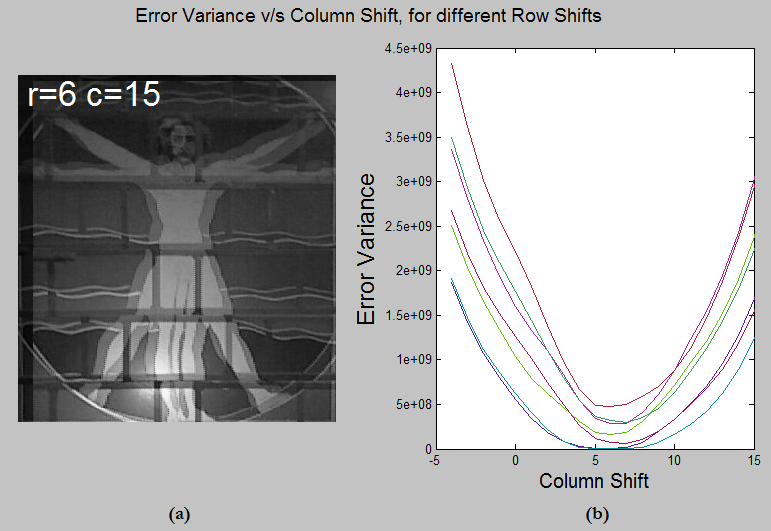 Error Variance v/s Column Shift, for different Row Shifts
r=6 c=15
Error Variance
4.5e+09
4e+09
3.5e+09
3e+09
2.5e+09
2e+09
1.5e+09
1e+09
5e+08
0
-5
0
5
10
15
Column Shift
(a)
(b)